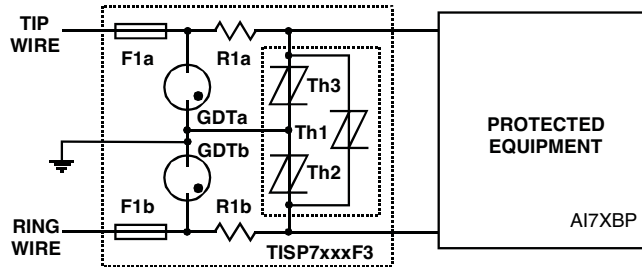 TIP
WIRE
F1a
R1a
GDTa
Th3
Th1
GDTb
Th2
RING
WIRE
F1b
R1b
TISP7xxxF3
PROTECTED
EQUIPMENT
AI7XBP